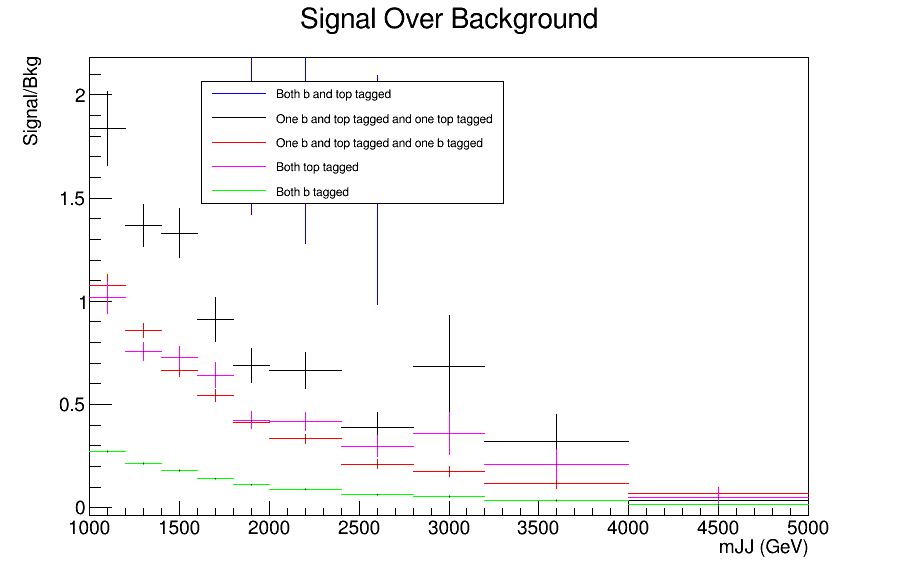 Signal Over Background
Signal/Bkg
2
1.5
1
0.5
0
Both b and top tagged
One b and top tagged and one top tagged
One b and top tagged and one b tagged
Both top tagged
Both b tagged
1000 1500 2000 2500 3000 3500 4000 4500 5000
mJJ (GeV)